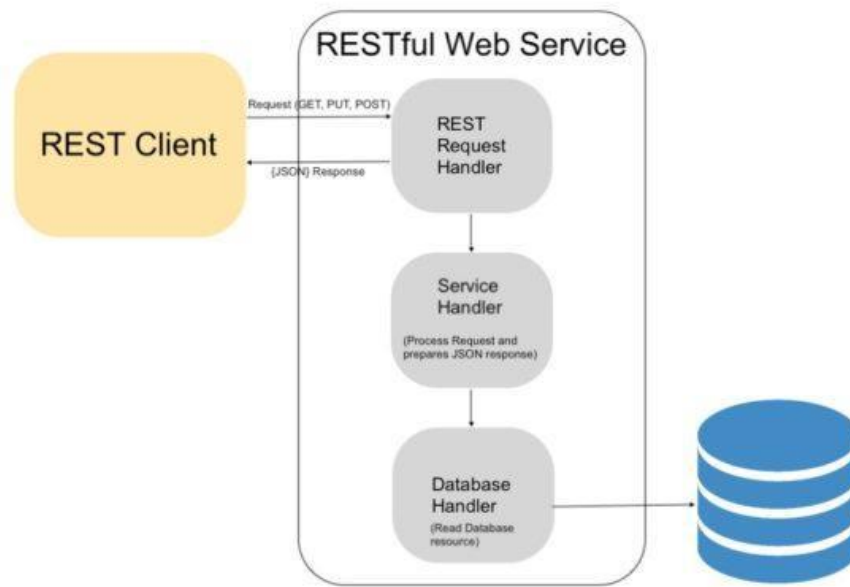 RESTful Web Service
REST Client
Request (GET, PUT, POST)
{JSON} Response
REST
Request
Handler
Service
Handler
(Process Request and
prepares JSON response)
Database
Handler
(Read Database
resource)